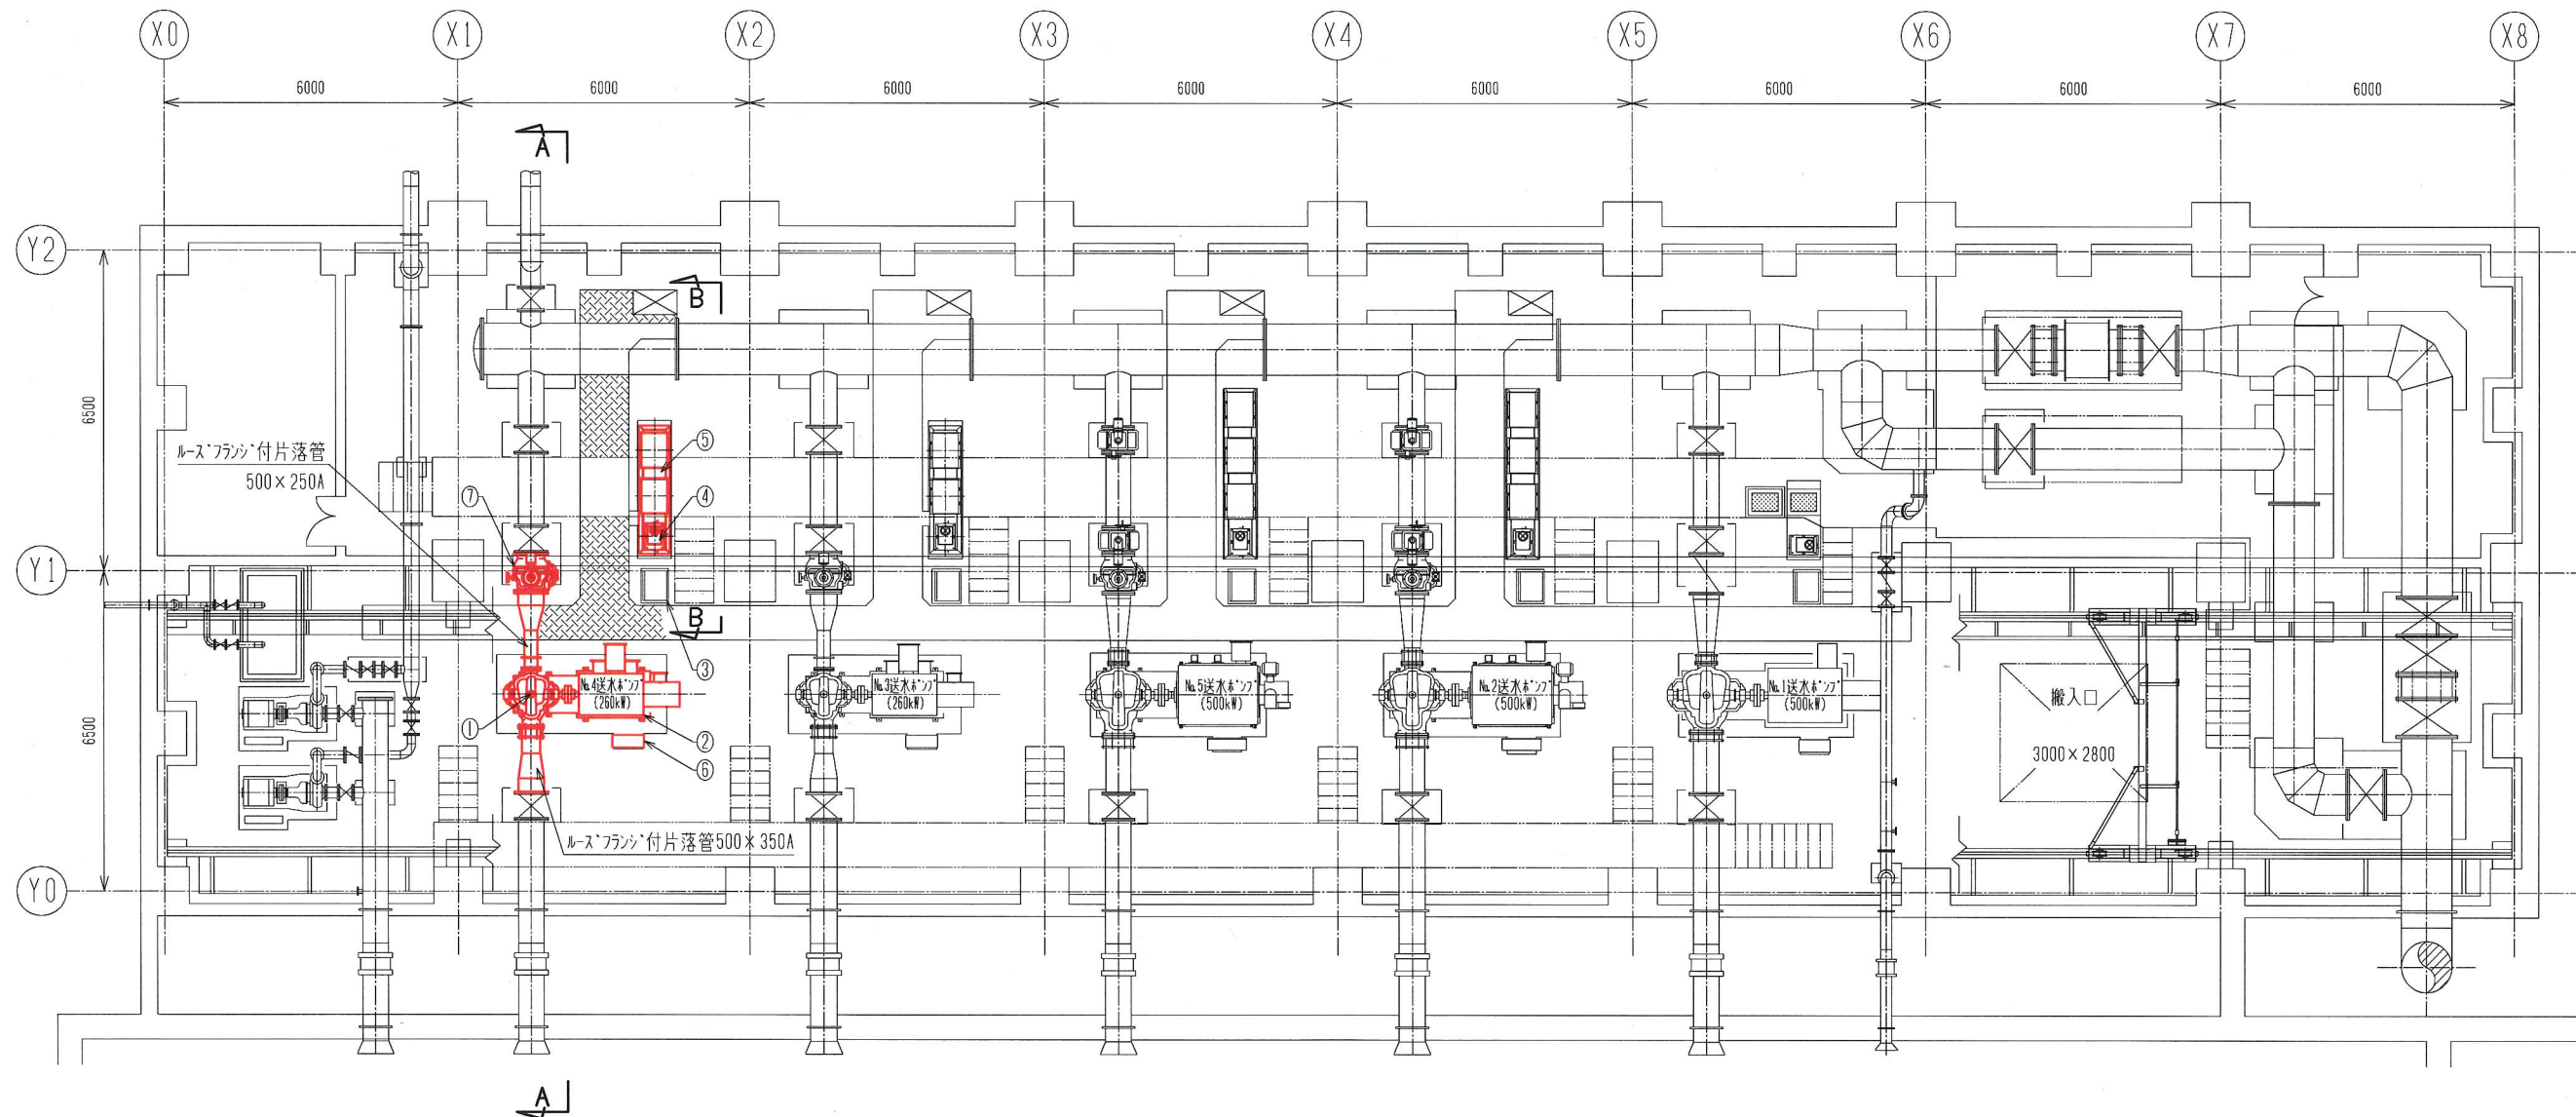 X0 X1 X2 X3 X4 X5 X6 X7 X8
6000 6000 6000 6000 6000 6000 6000 6000
A
Y2
B
6500
ルーズフランジ付片落管
500×250A
⑤
④
⑦
Y1
B
③
6500
No.4送水ポンプ
(260kW)
No.3送水ポンプ
(260kW)
No.5送水ポンプ
(500kW)
No.2送水ポンプ
(500kW)
No.1送水ポンプ
(500kW)
搬入口
3000×2800
①
②
⑥
ルーズフランジ付片落管500×350A
Y0
A